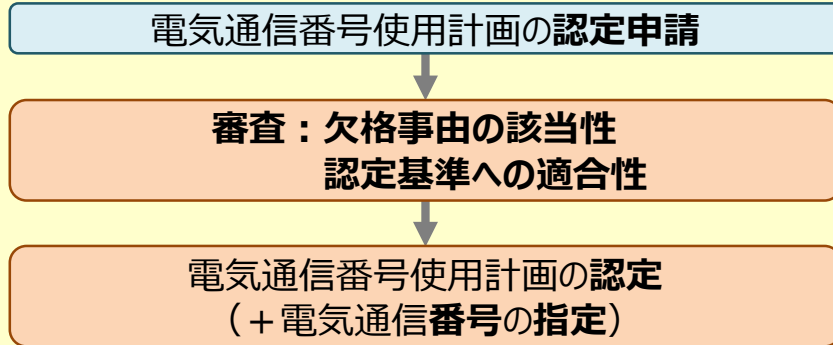 電気通信番号使用計画の認定申請
審査：欠格事由の該当性
認定基準への適合性
電気通信番号使用計画の認定
（＋電気通信番号の指定）